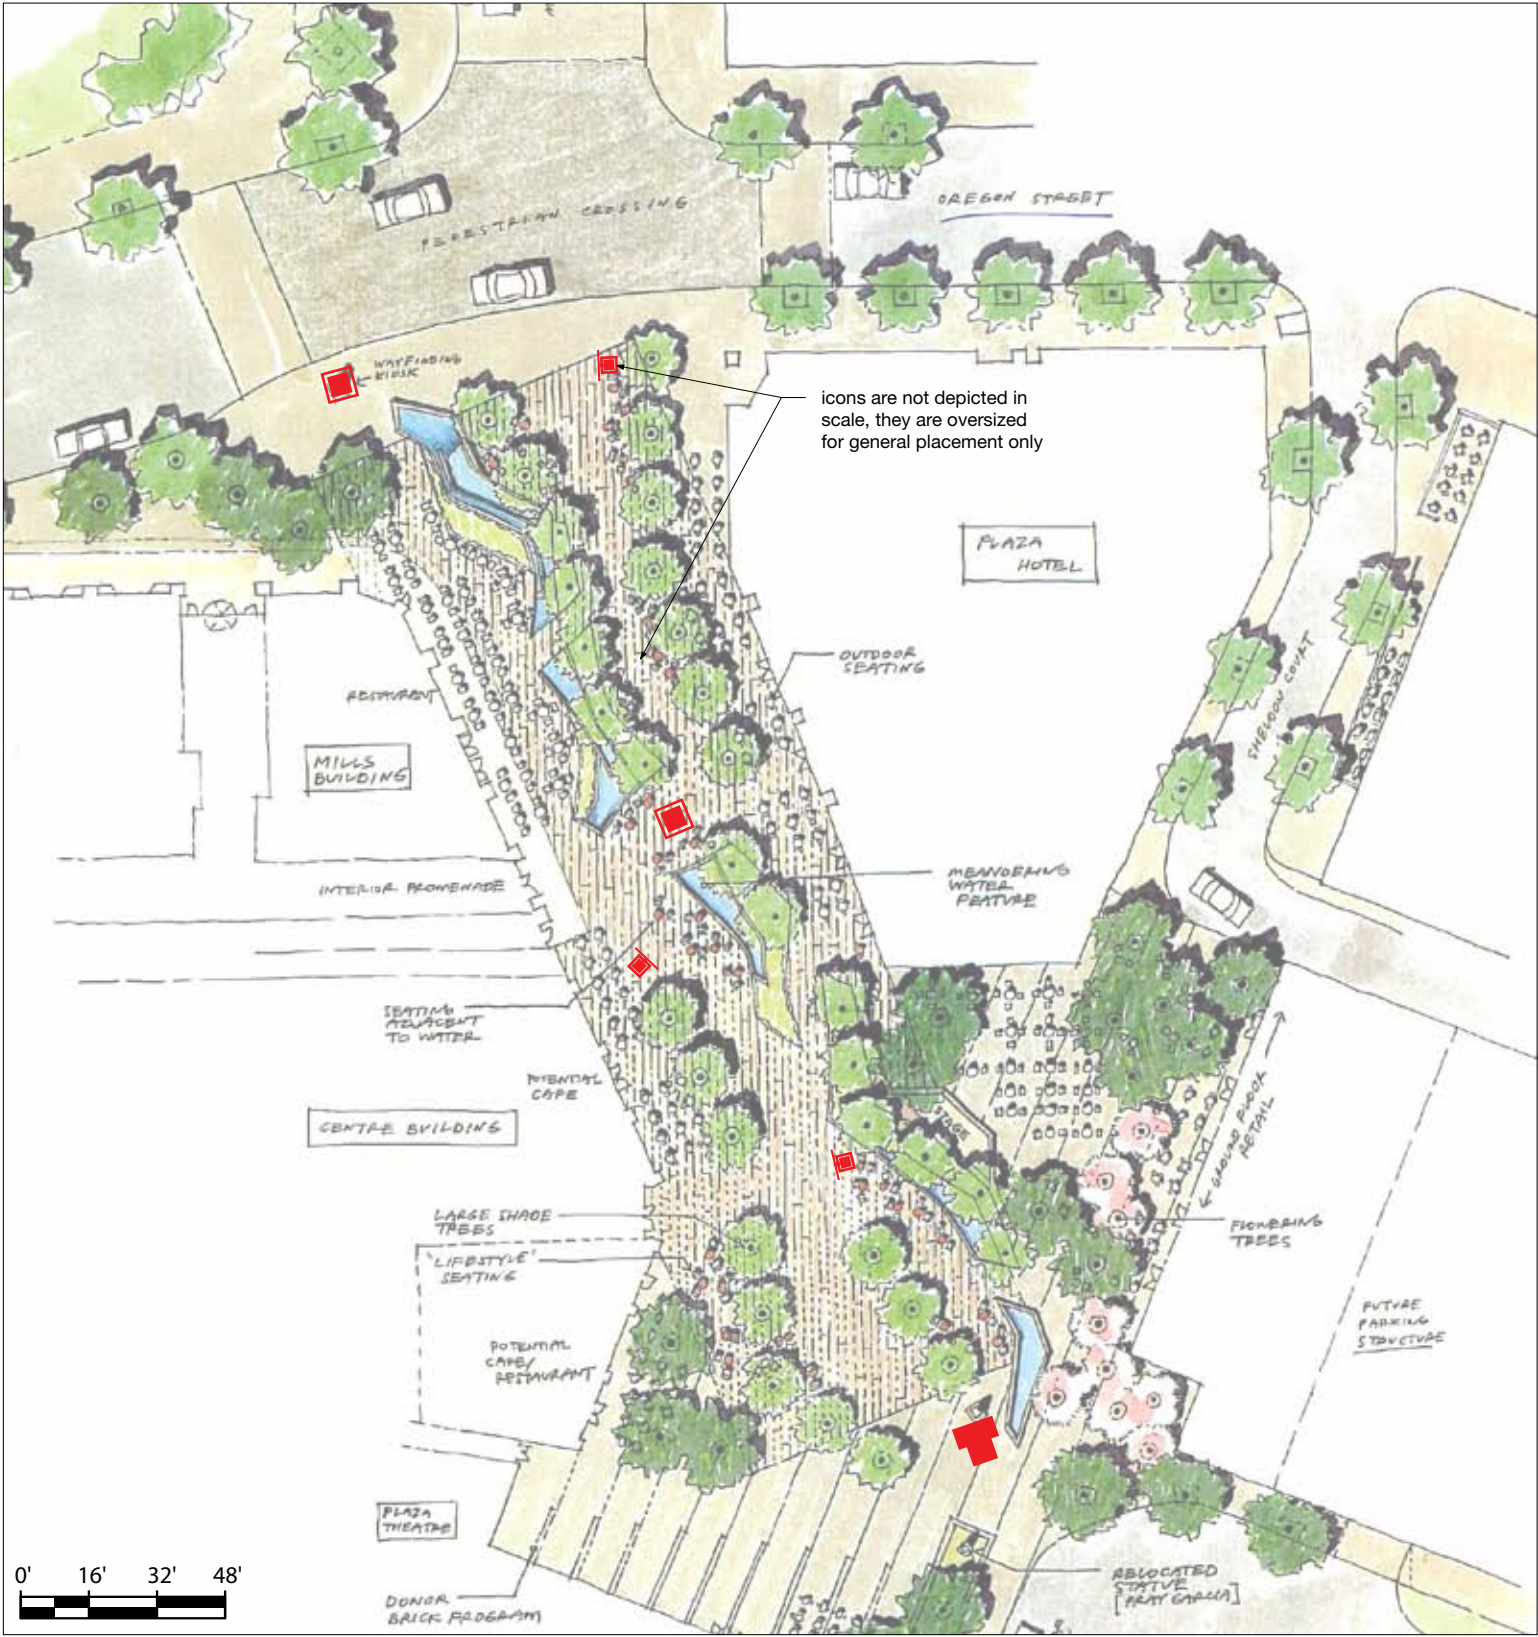 PEDESTRIAN CROSSING
OREGON STREET
WAYFINDING
KIOSK
icons are not depicted in
scale, they are oversized
for general placement only
PLAZA
HOTEL
OUTDOOR
SEATING
SHELDON COURT
RESTAURANT
MILLS
BUILDING
INTERIOR PROMENADE
MEANDERING
WATER
FEATURE
SEATING
ADJACENT
TO WATER
POTENTIAL
CAFE
CENTRE BUILDING
STAGE
GROUND FLOOR
RETAIL
LARGE SHADE
TREES
'LIFESTYLE'
SEATING
FLOWERING
TREES
POTENTIAL
CAFE/
RESTAURANT
FUTURE
PARKING
STRUCTURE
PLAZA
THEATRE
0' 16' 32' 48'
DONOR
BRICK PROGRAM
RELOCATED
STATUE
[FRAY GARCIA]